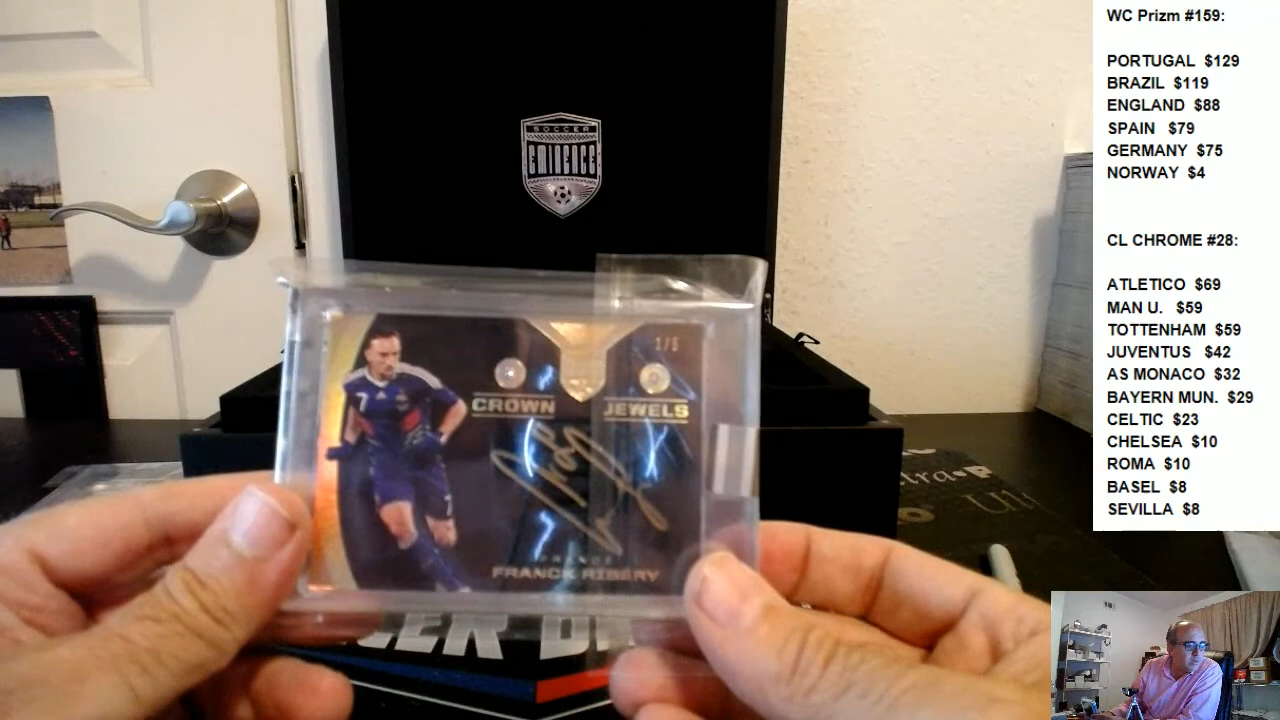 WC Prizm #159:
PORTUGAL $129
BRAZIL $119
ENGLAND $88
SPAIN $79
GERMANY $75
NORWAY $4
CL CHROME #28:
ATLETICO $69
MAN U. $59
TOTTENHAM $59
JUVENTUS $42
AS MONACO $32
BAYERN MUN. $29
CELTIC $23
CHELSEA $10
ROMA $10
BASEL $8
SEVILLA $8
SOCCER
EMINENCE
1/5
7
CROWN JEWELS
FRANCE
FRANCK RIBERY